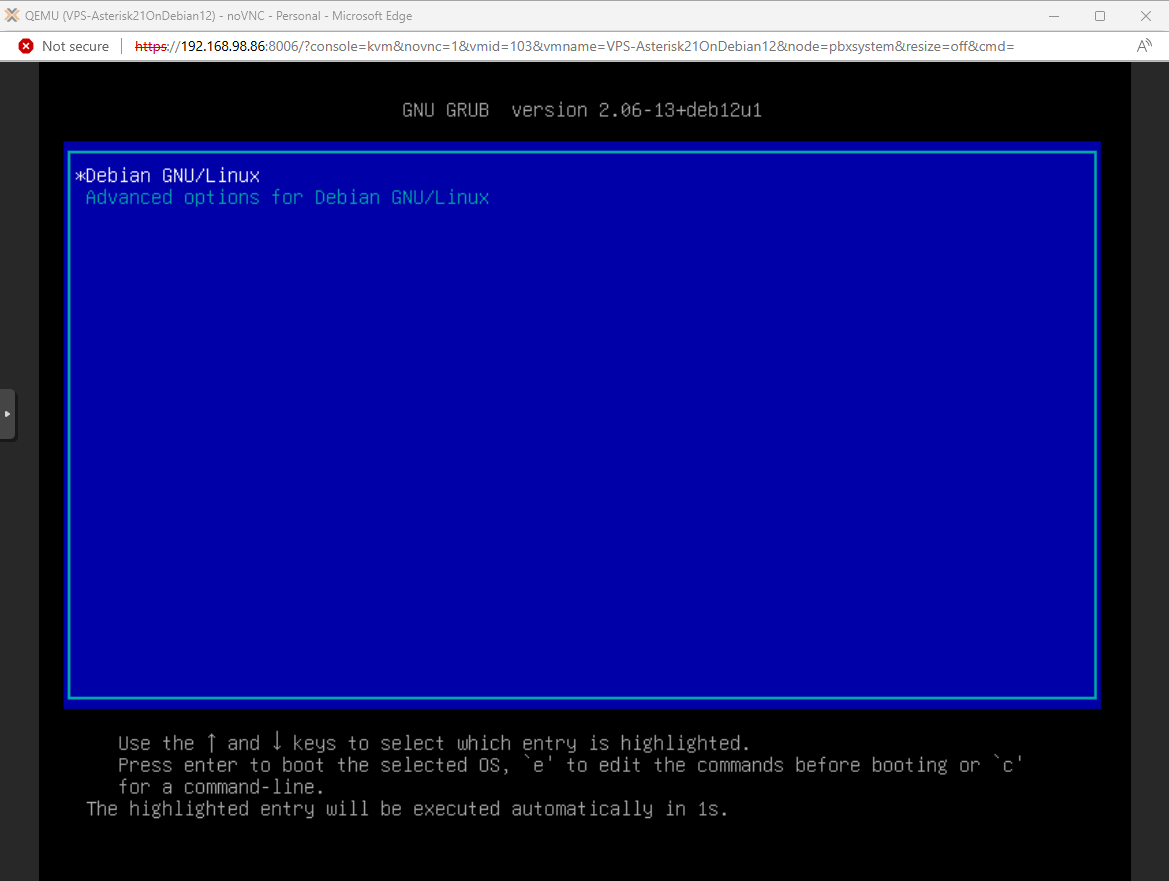 QEMU (VPS-Asterisk21OnDebian12) - noVNC - Personal - Microsoft Edge
Not secure | https://192.168.98.86:8006/?console=kvm&novnc=1&vmid=103&vmname=VPS-Asterisk21OnDebian12&node=pbxsystem&resize=off&cmd=
GNU GRUB  version 2.06-13+deb12u1
*Debian GNU/Linux
Advanced options for Debian GNU/Linux
Use the ↑ and ↓ keys to select which entry is highlighted.
Press enter to boot the selected OS, `e' to edit the commands before booting or `c'
for a command-line.
The highlighted entry will be executed automatically in 1s.